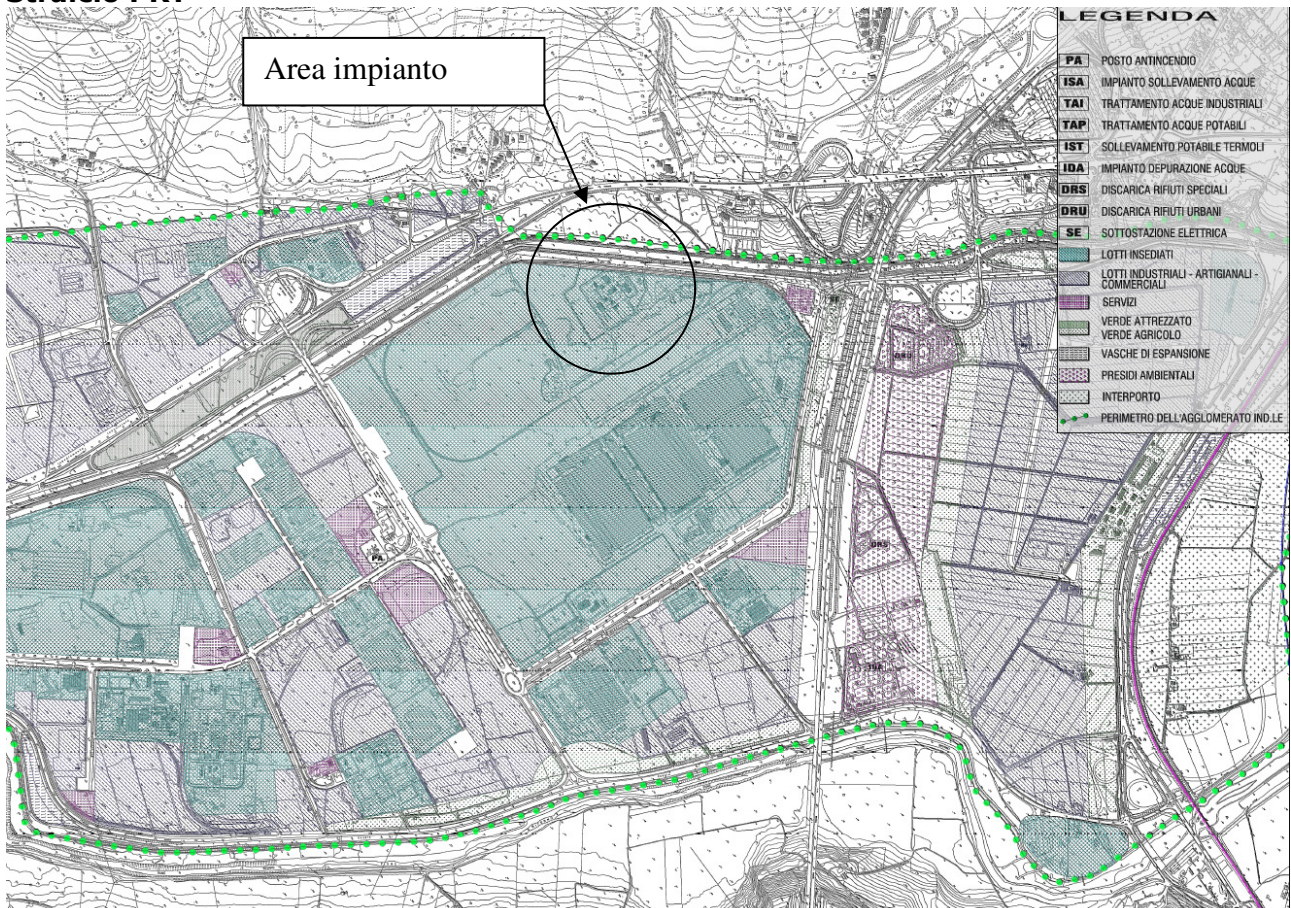 Stralcio PRT
Area impianto
LEGENDA
PA POSTO ANTINCENDIO
ISA IMPIANTO SOLLEVAMENTO ACQUE
TAI TRATTAMENTO ACQUE INDUSTRIALI
TAP TRATTAMENTO ACQUE POTABILI
IST SOLLEVAMENTO POTABILE TERMOLI
IDA IMPIANTO DEPURAZIONE ACQUE
DRS DISCARICA RIFIUTI SPECIALI
DRU DISCARICA RIFIUTI URBANI
SE SOTTOSTAZIONE ELETTRICA
LOTTI INSEDIATI
LOTTI INDUSTRIALI - ARTIGIANALI -
COMMERCIALI
SERVIZI
VERDE ATTREZZATO
VERDE AGRICOLO
VASCHE DI ESPANSIONE
PRESIDI AMBIENTALI
INTERPORTO
PERIMETRO DELL'AGGLOMERATO IND.LE
SE
DRU
PA
DRS